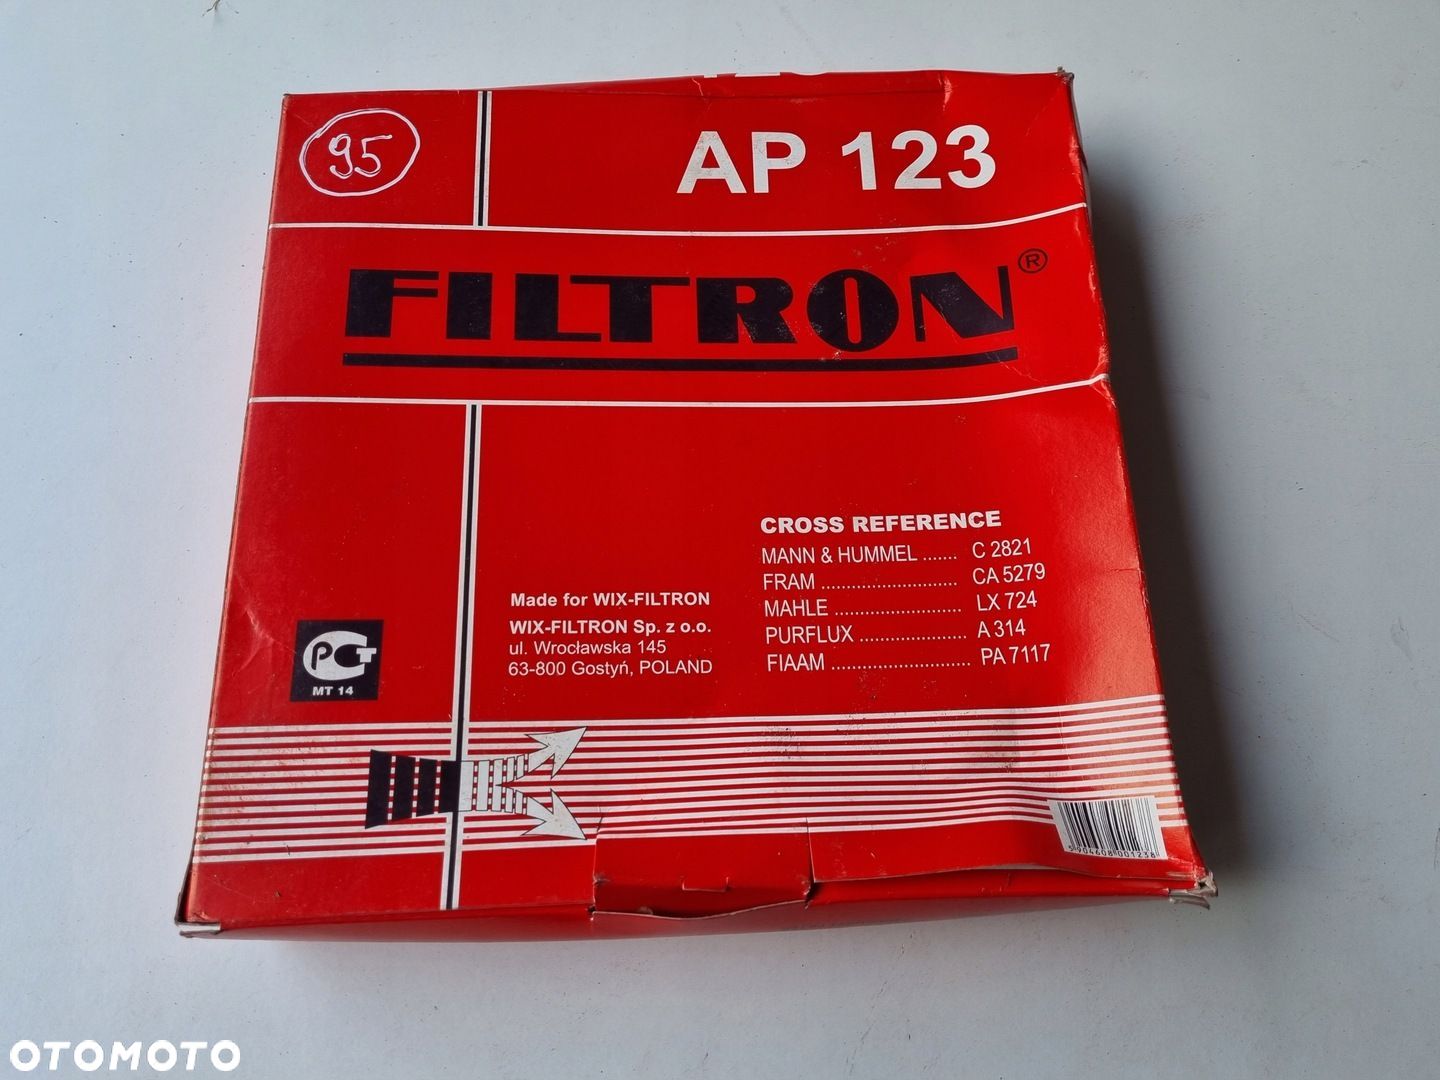 95
AP 123
FILTRON®
CROSS REFERENCE
MANN & HUMMEL ....... C 2821
FRAM ........................... CA 5279
MAHLE ......................... LX 724
PURFLUX ..................... A 314
FIAAM ........................... PA 7117
Made for WIX-FILTRON
WIX-FILTRON Sp. z o.o.
ul. Wrocławska 145
63-800 Gostyń, POLAND
PCT
MT 14
5904608001238
OTOMOTO